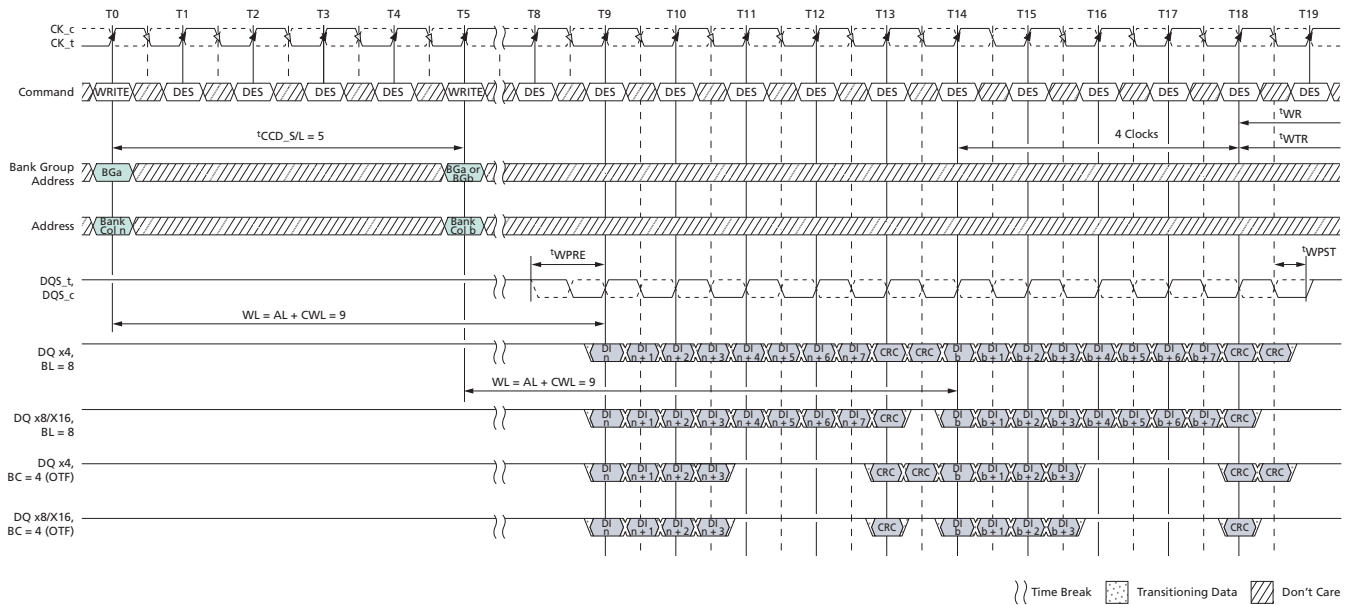 T0 T1 T2 T3 T4 T5 T8 T9 T10 T11 T12 T13 T14 T15 T16 T17 T18 T19
CK_c
CK_t
Command WRITE DES DES DES DES WRITE DES DES DES DES DES DES DES DES DES DES DES DES
tWR
tCCD_S/L = 5
4 Clocks
tWTR
Bank Group
Address
BGa
BGa or
BGb
Address
Bank
Col n
Bank
Col b
tWPRE
tWPST
DQS_t,
DQS_c
WL = AL + CWL = 9
DQ x4,
BL = 8
DI n DI n + 1 DI n + 2 DI n + 3 DI n + 4 DI n + 5 DI n + 6 DI n + 7 CRC CRC DI b DI b + 1 DI b + 2 DI b + 3 DI b + 4 DI b + 5 DI b + 6 DI b + 7 CRC CRC
WL = AL + CWL = 9
DQ x8/X16,
BL = 8
DI n DI n + 1 DI n + 2 DI n + 3 DI n + 4 DI n + 5 DI n + 6 DI n + 7 CRC DI b DI b + 1 DI b + 2 DI b + 3 DI b + 4 DI b + 5 DI b + 6 DI b + 7 CRC
DQ x4,
BC = 4 (OTF)
DI n DI n + 1 DI n + 2 DI n + 3 CRC CRC DI b DI b + 1 DI b + 2 DI b + 3 CRC CRC
DQ x8/X16,
BC = 4 (OTF)
DI n DI n + 1 DI n + 2 DI n + 3 CRC DI b DI b + 1 DI b + 2 DI b + 3 CRC
Time Break Transitioning Data Don't Care